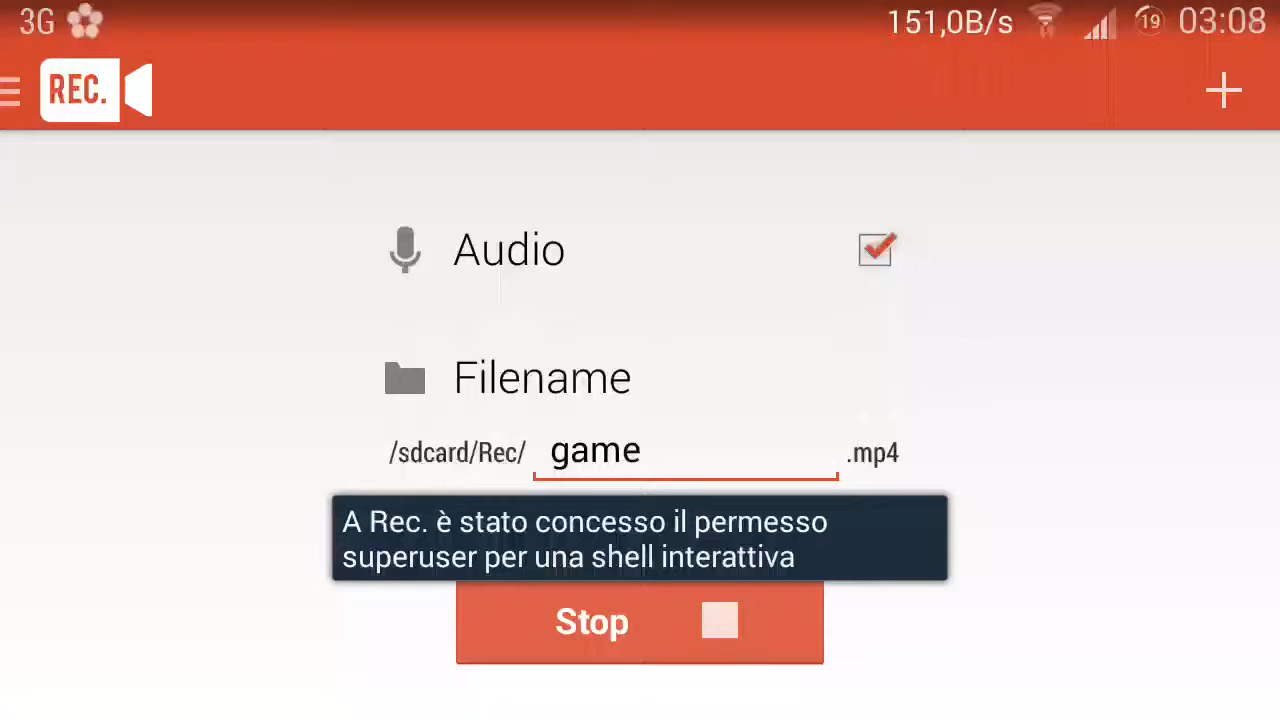 3G 151,0B/s 19 03:08
REC.
Audio
Filename
/sdcard/Rec/ game .mp4
A Rec. è stato concesso il permesso
superuser per una shell interattiva
Stop